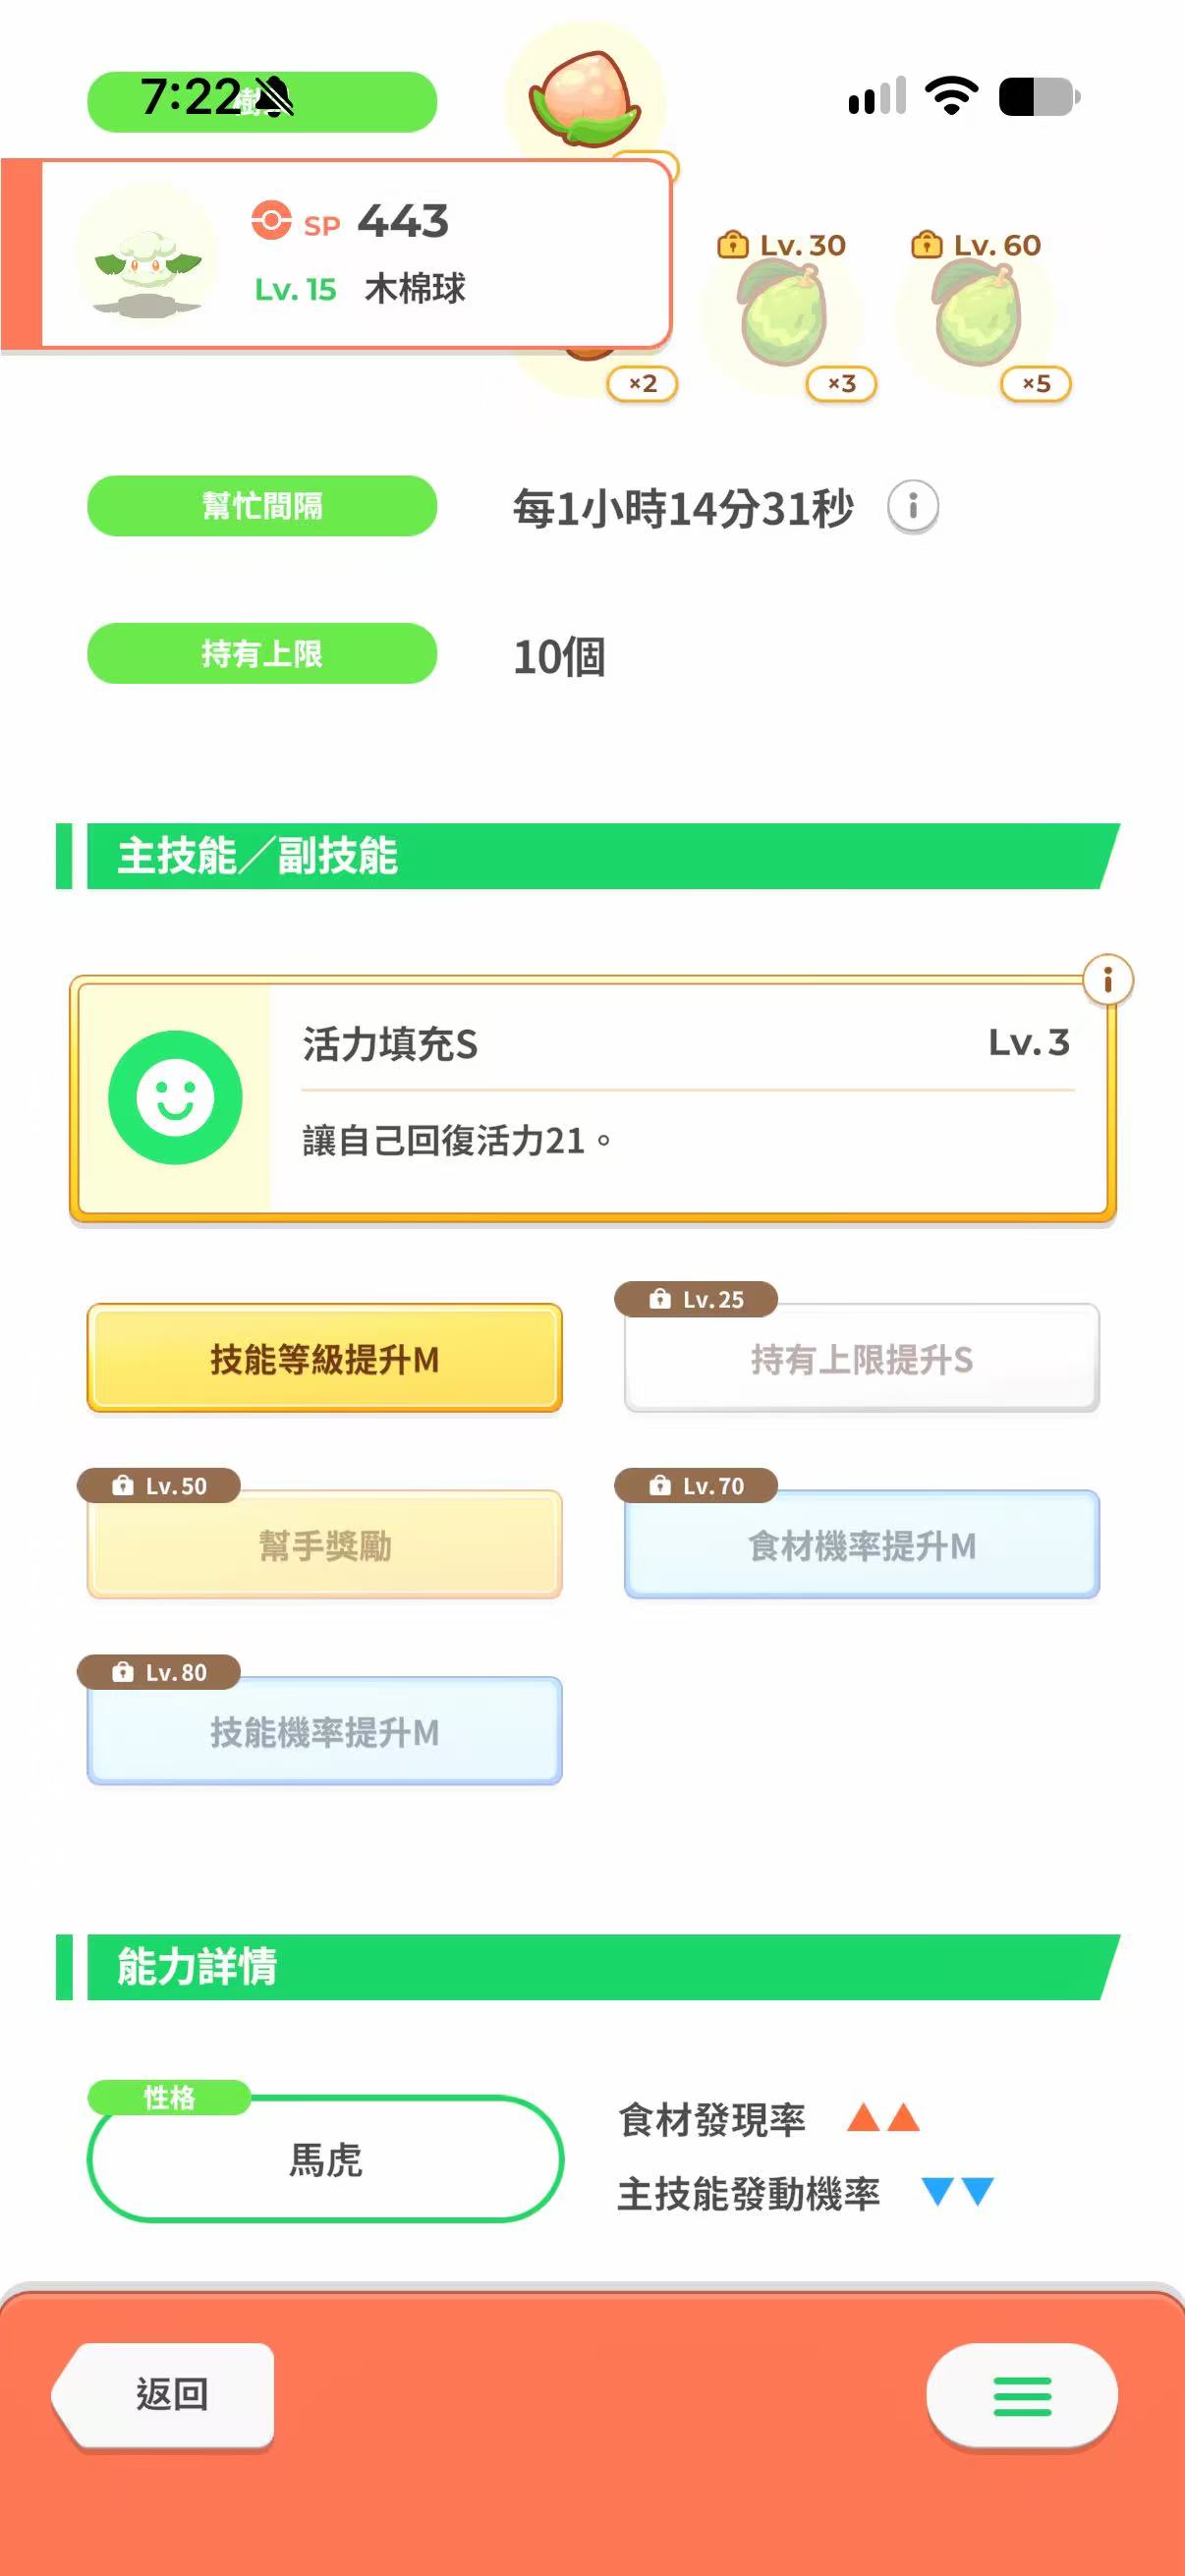 7:22
SP 443
Lv. 15 木棉球
Lv. 30
Lv. 60
×2
×3
×5
幫忙間隔
每1小時14分31秒
持有上限
10個
主技能／副技能
活力填充S
Lv. 3
讓自己回復活力21。
技能等級提升M
Lv. 25
持有上限提升S
Lv. 50
幫手獎勵
Lv. 70
食材機率提升M
Lv. 80
技能機率提升M
能力詳情
性格
馬虎
食材發現率
主技能發動機率
返回